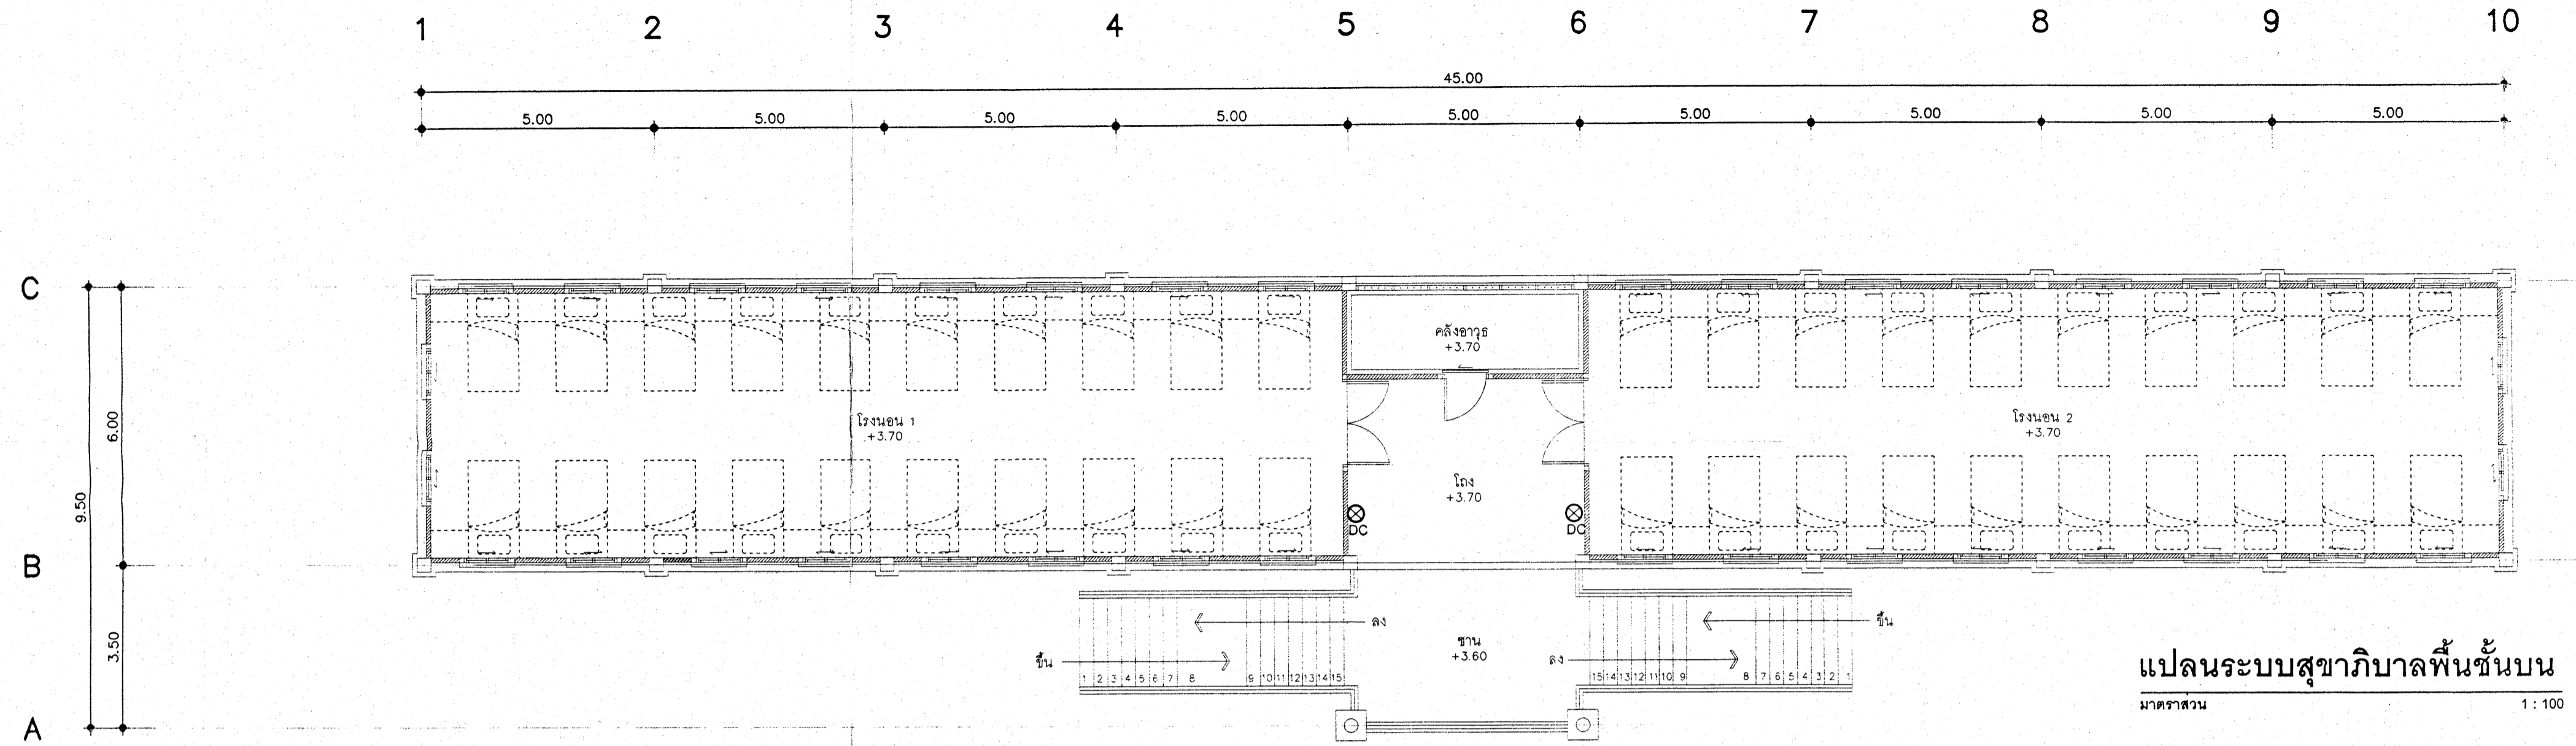 1 2 3 4 5 6 7 8 9 10
45.00
5.00 5.00 5.00 5.00 5.00 5.00 5.00 5.00 5.00
C
คลังอาวุธ
+3.70
โรงนอน 1
+3.70
โรงนอน 2
+3.70
6.00
9.50
โถง
+3.70
DC DC
B
ลง
ขึ้น
ชาน
+3.60
ขึ้น
ลง
3.50
1 2 3 4 5 6 7 8 9 10 11 12 13 14 15
15 14 13 12 11 10 9 8 7 6 5 4 3 2 1
แปลนระบบสุขาภิบาลพื้นชั้นบน
มาตราส่วน 1 : 100
A